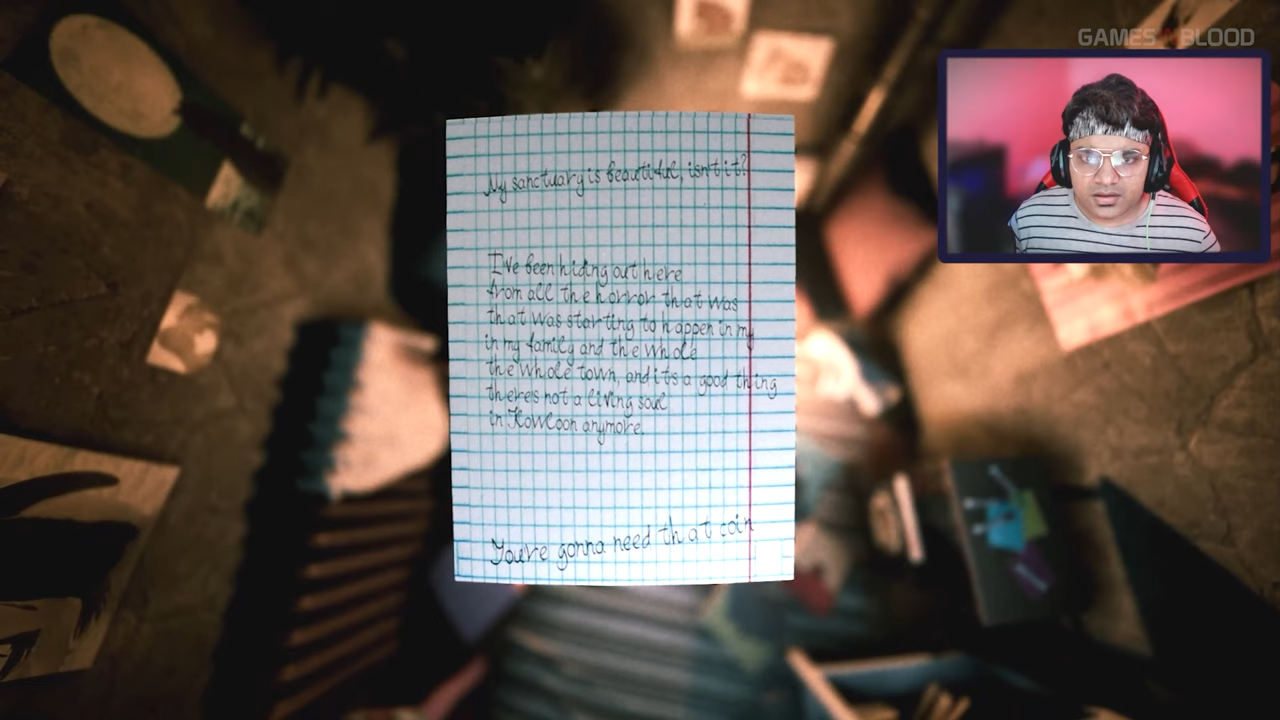 GAMES N BLOOD
My sanctuary is beautiful, isn't it?
I've been hiding out here
from all the horror that was
that was starting to happen in my
in my family and the whole
the whole town, and it's a good thing
there's not a living soul
in Kowloon anymore.
You're gonna need that coin